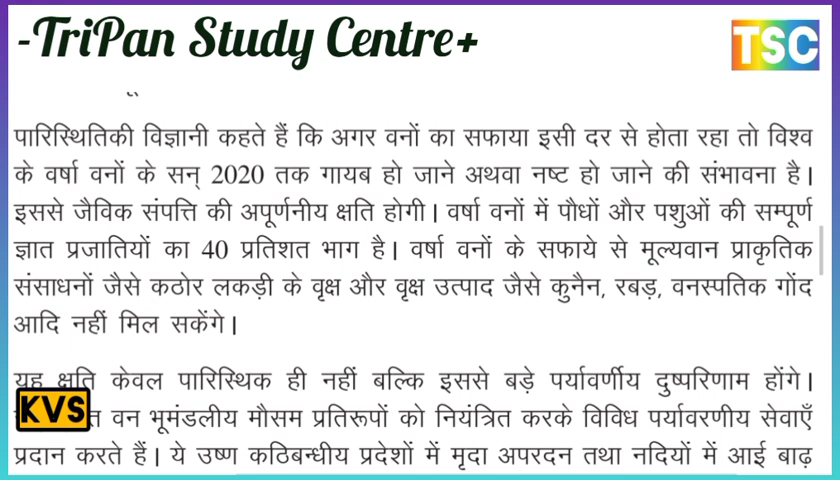 -TriPan Study Centre+
TSC
पारिस्थितिकी विज्ञानी कहते हैं कि अगर वनों का सफाया इसी दर से होता रहा तो विश्व
के वर्षा वनों के सन् 2020 तक गायब हो जाने अथवा नष्ट हो जाने की संभावना है।
इससे जैविक संपत्ति की अपूर्णनीय क्षति होगी। वर्षा वनों में पौधों और पशुओं की सम्पूर्ण
ज्ञात प्रजातियों का 40 प्रतिशत भाग है। वर्षा वनों के सफाये से मूल्यवान प्राकृतिक
संसाधनों जैसे कठोर लकड़ी के वृक्ष और वृक्ष उत्पाद जैसे कुनैन, रबड़, वनस्पतिक गोंद
आदि नहीं मिल सकेंगे।
यह क्षति केवल पारिस्थिक ही नहीं बल्कि इससे बड़े पर्यावर्णीय दुष्परिणाम होंगे।
KVS
वन भूमंडलीय मौसम प्रतिरूपों को नियंत्रित करके विविध पर्यावरणीय सेवाएँ
प्रदान करते हैं। ये उष्ण कठिबन्धीय प्रदेशों में मृदा अपरदन तथा नदियों में आई बाढ़